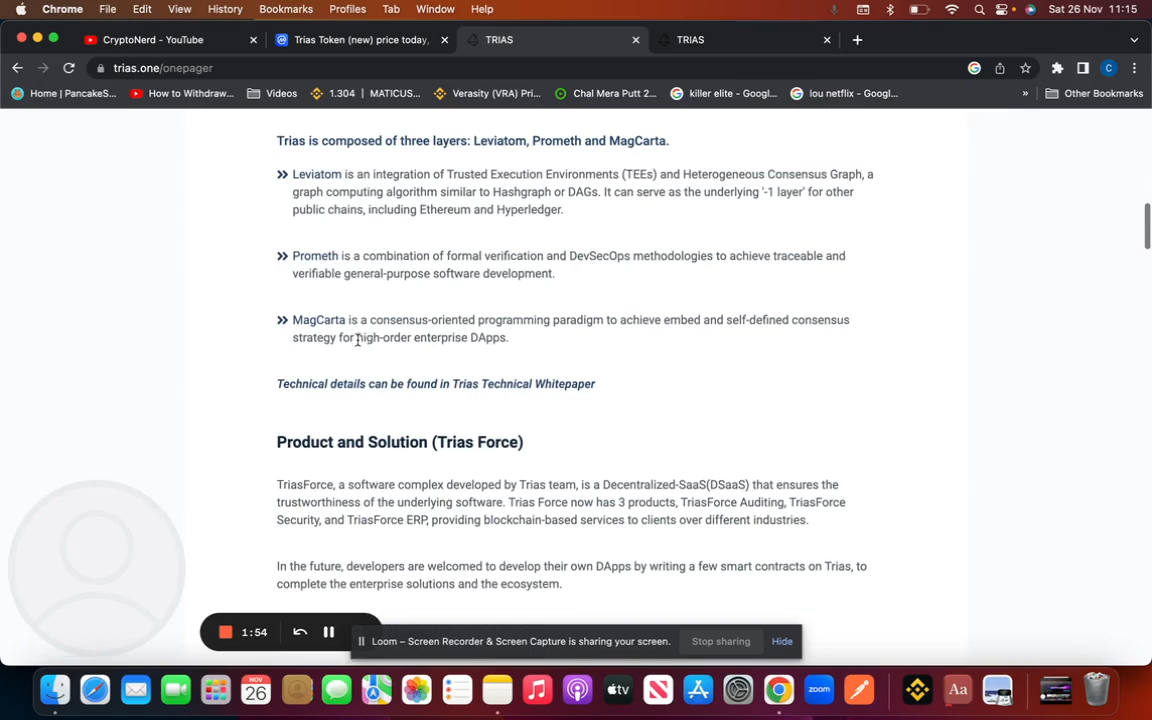 Chrome File Edit View History Bookmarks Profiles Tab Window Help Sat 26 Nov 11:15
CryptoNerd - YouTube Trias Token (new) price today, TRIAS TRIAS
trias.one/onepager C
Home | PancakeS... How to Withdraw... Videos 1.304 | MATICUS... Verasity (VRA) Pri... Chal Mera Putt 2... killer elite - Googl... lou netflix - Googl... » Other Bookmarks
Trias is composed of three layers: Leviatom, Prometh and MagCarta.
Leviatom is an integration of Trusted Execution Environments (TEEs) and Heterogeneous Consensus Graph, a
graph computing algorithm similar to Hashgraph or DAGs. It can serve as the underlying '-1 layer' for other
public chains, including Ethereum and Hyperledger.
Prometh is a combination of formal verification and DevSecOps methodologies to achieve traceable and
verifiable general-purpose software development.
MagCarta is a consensus-oriented programming paradigm to achieve embed and self-defined consensus
strategy for high-order enterprise DApps.
Technical details can be found in Trias Technical Whitepaper
Product and Solution (Trias Force)
TriasForce, a software complex developed by Trias team, is a Decentralized-SaaS(DSaaS) that ensures the
trustworthiness of the underlying software. Trias Force now has 3 products, TriasForce Auditing, TriasForce
Security, and TriasForce ERP, providing blockchain-based services to clients over different industries.
In the future, developers are welcomed to develop their own DApps by writing a few smart contracts on Trias, to
complete the enterprise solutions and the ecosystem.
1:54
Loom – Screen Recorder & Screen Capture is sharing your screen. Stop sharing Hide
NOV
26
tv
zoom
Aa